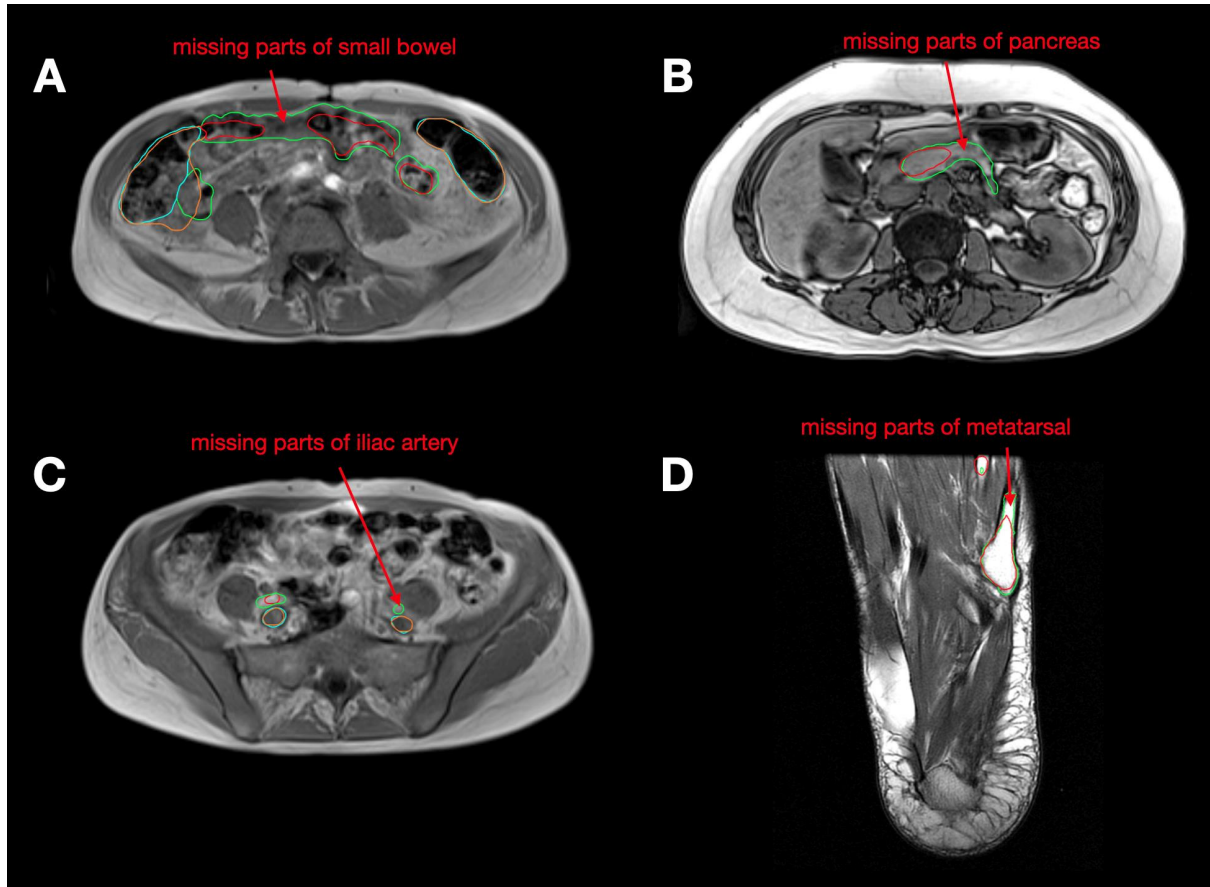 missing parts of small bowel
A
missing parts of pancreas
B
missing parts of iliac artery
C
missing parts of metatarsal
D